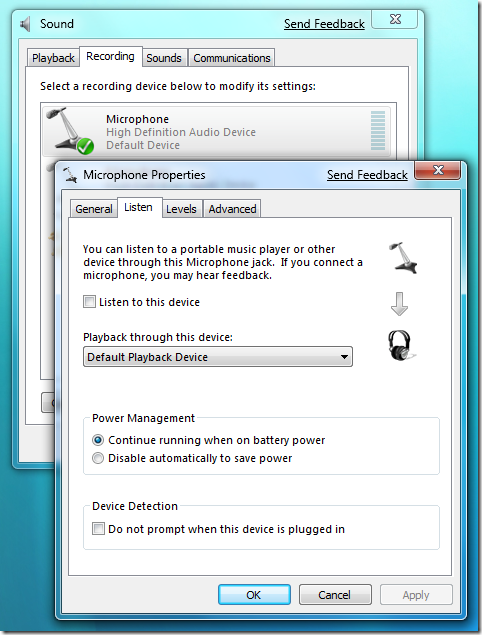 Sound
Send Feedback
Playback Recording Sounds Communications
Select a recording device below to modify its settings:
Microphone
High Definition Audio Device
Default Device
Microphone Properties
Send Feedback
General Listen Levels Advanced
You can listen to a portable music player or other
device through this Microphone jack. If you connect a
microphone, you may hear feedback.
Listen to this device
Playback through this device:
Default Playback Device
Power Management
Continue running when on battery power
Disable automatically to save power
Device Detection
Do not prompt when this device is plugged in
OK Cancel Apply